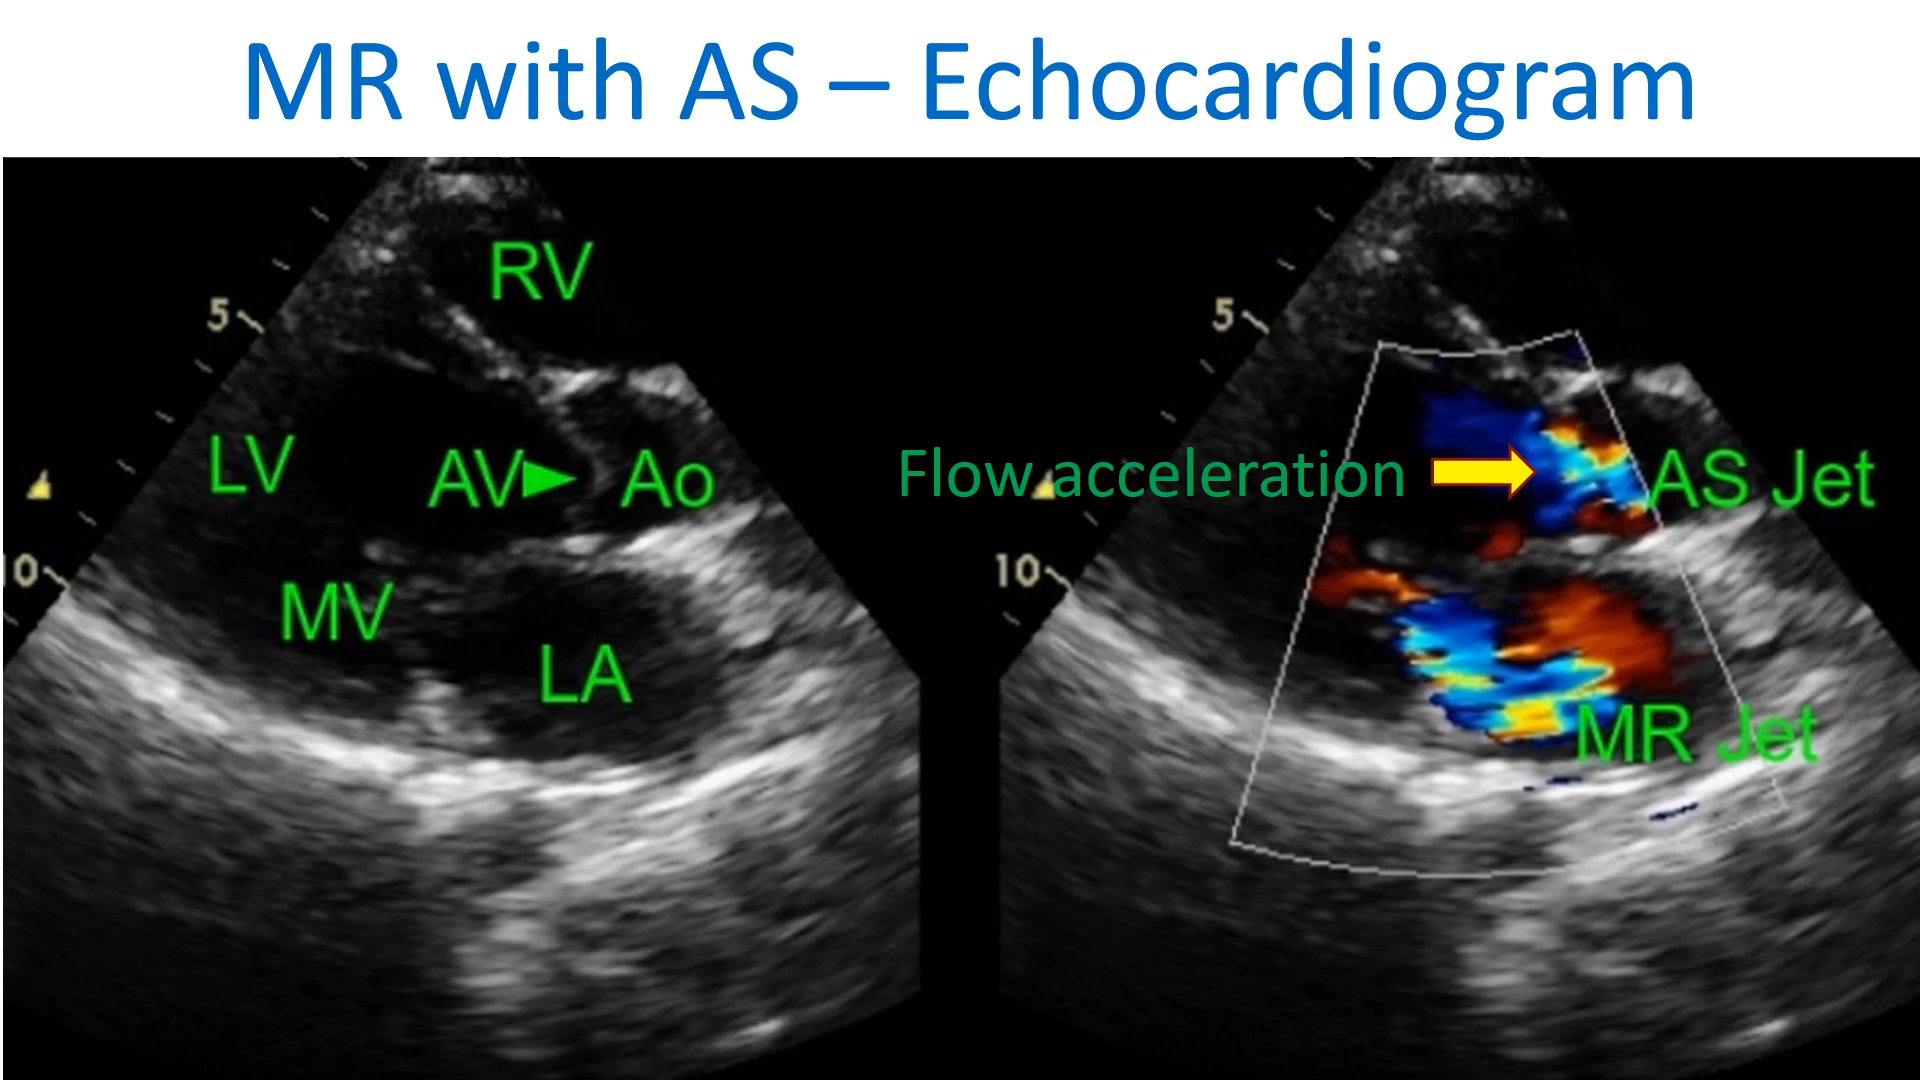 MR with AS – Echocardiogram
RV
5
LV
AV
Ao
10
MV
LA
5
Flow acceleration
AS Jet
10
MR Jet